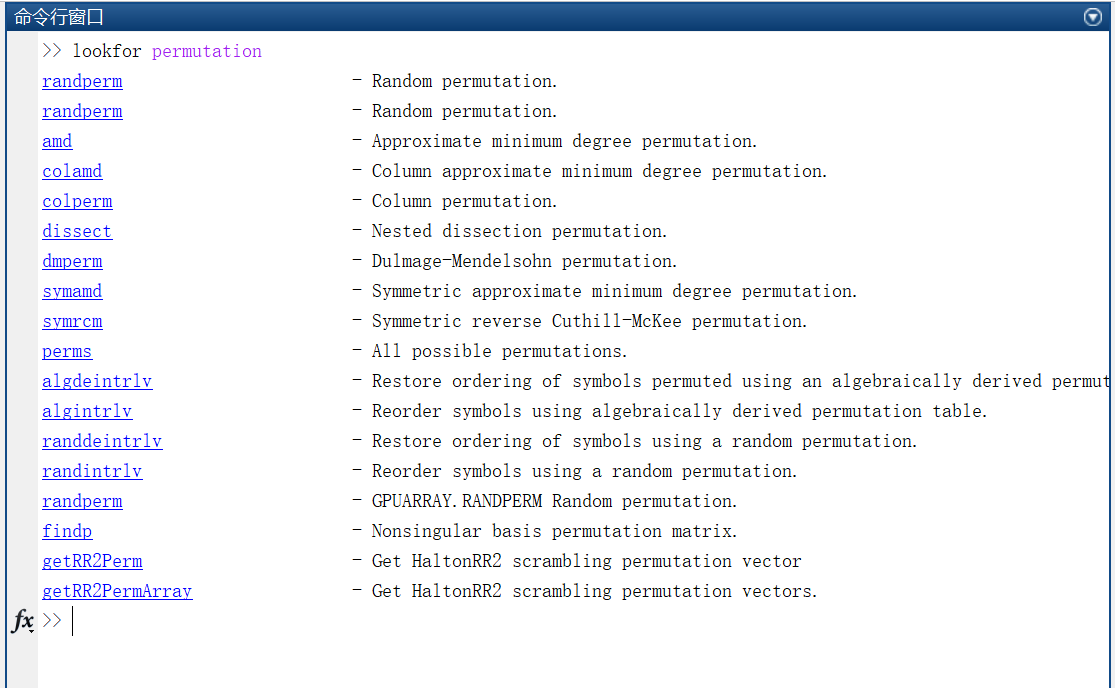 命令行窗口
>> lookfor permutation
randperm - Random permutation.
randperm - Random permutation.
amd - Approximate minimum degree permutation.
colamd - Column approximate minimum degree permutation.
colperm - Column permutation.
dissect - Nested dissection permutation.
dmperm - Dulmage-Mendelsohn permutation.
symamd - Symmetric approximate minimum degree permutation.
symrcm - Symmetric reverse Cuthill-McKee permutation.
perms - All possible permutations.
algdeintrlv - Restore ordering of symbols permuted using an algebraically derived permut
algintrlv - Reorder symbols using algebraically derived permutation table.
randdeintrlv - Restore ordering of symbols using a random permutation.
randintrlv - Reorder symbols using a random permutation.
randperm - GPUARRAY.RANDPERM Random permutation.
findp - Nonsingular basis permutation matrix.
getRR2Perm - Get HaltonRR2 scrambling permutation vector
getRR2PermArray - Get HaltonRR2 scrambling permutation vectors.
fx >>